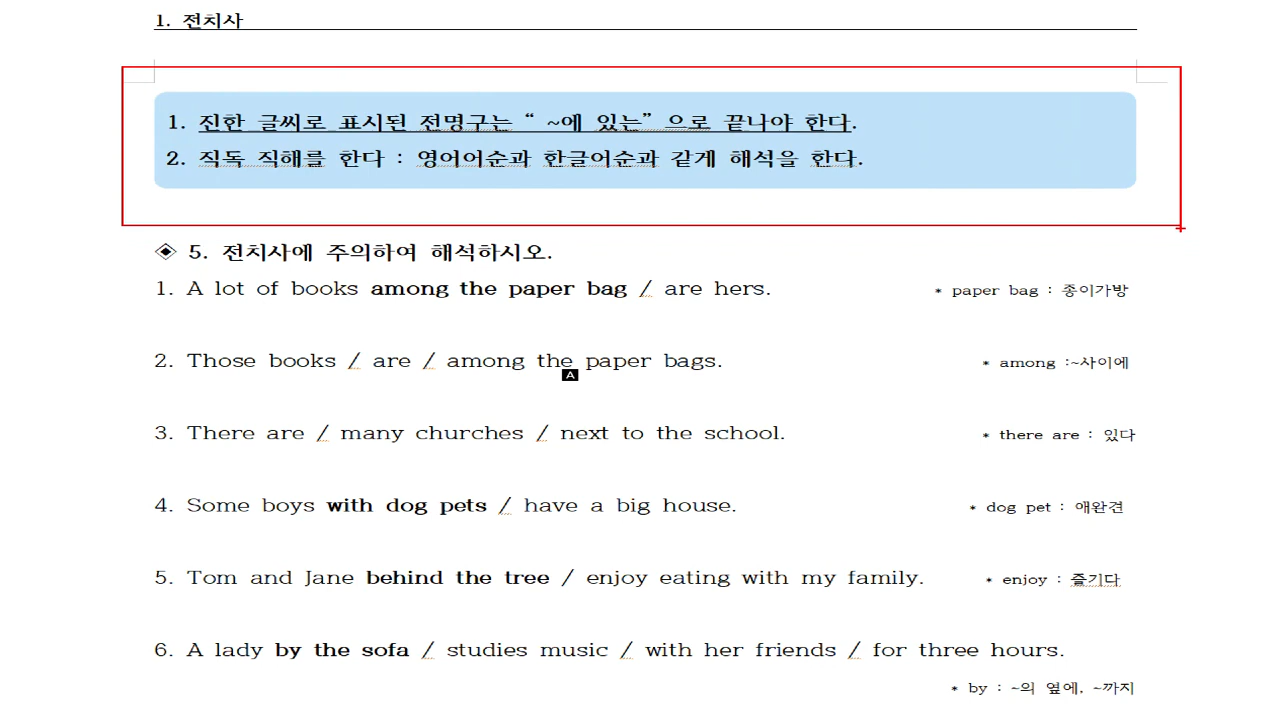 1. 전치사
1. 진한 글씨로 표시된 전명구는 “ ~에 있는” 으로 끝나야 한다.
2. 직독 직해를 한다 : 영어어순과 한글어순과 같게 해석을 한다.
◈ 5. 전치사에 주의하여 해석하시오.
1. A lot of books among the paper bag / are hers. * paper bag : 종이가방
2. Those books / are / among the paper bags. * among :~사이에
A
3. There are / many churches / next to the school. * there are : 있다
4. Some boys with dog pets / have a big house. * dog pet : 애완견
5. Tom and Jane behind the tree / enjoy eating with my family. * enjoy : 즐기다
6. A lady by the sofa / studies music / with her friends / for three hours.
* by : ~의 옆에, ~까지